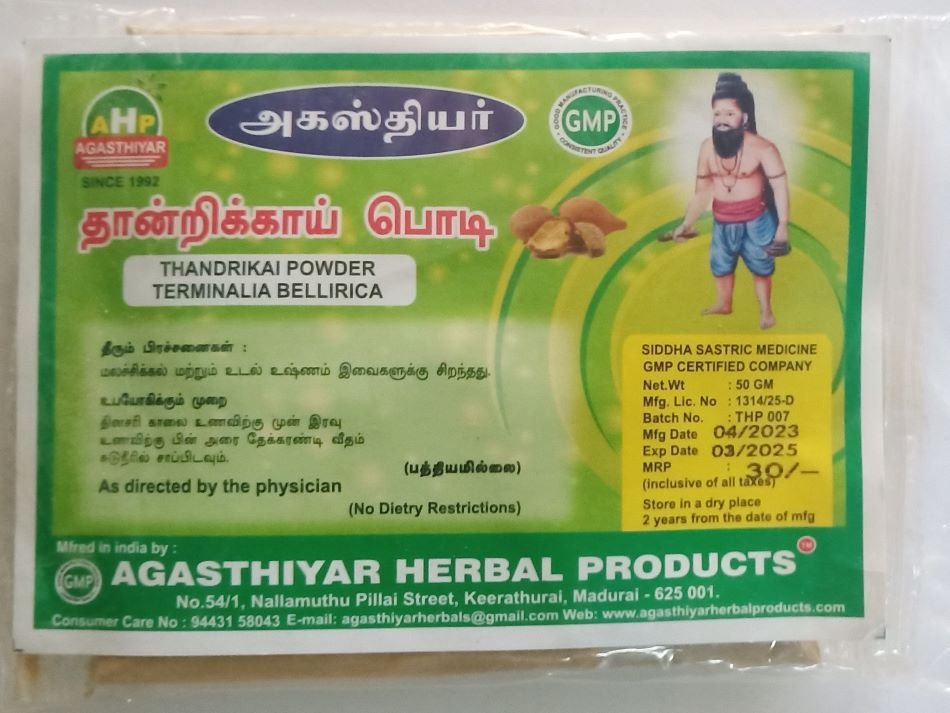 AHP
AGASTHIYAR
SINCE 1992
அகஸ்தியர்
GOOD MANUFACTURING PRACTICE
GMP
CONSISTENT QUALITY
தான்றிக்காய் பொடி
THANDRIKAI POWDER
TERMINALIA BELLIRICA
தீரும் பிரச்சனைகள் :
மலச்சிக்கல் மற்றும் உடல் உஷ்ணம் இவைகளுக்கு சிறந்தது.
உபயோகிக்கும் முறை
தினசரி காலை உணவிற்கு முன் இரவு
உணவிற்கு பின் அரை தேக்கரண்டி வீதம்
சுடுநீரில் சாப்பிடவும்.
(பத்தியமில்லை)
As directed by the physician
(No Dietry Restrictions)
SIDDHA SASTRIC MEDICINE
GMP CERTIFIED COMPANY
Net.Wt : 50 GM
Mfg. Lic. No : 1314/25-D
Batch No. : THP 007
Mfg Date 04/2023
Exp Date 03/2025
MRP : 30/-
(inclusive of all taxes)
Store in a dry place
2 years from the date of mfg
Mfred in india by :
GMP
AGASTHIYAR HERBAL PRODUCTS TM
No.54/1, Nallamuthu Pillai Street, Keerathurai, Madurai - 625 001.
Consumer Care No : 94431 58043 E-mail: agasthiyarherbals@gmail.com Web: www.agasthiyarherbalproducts.com